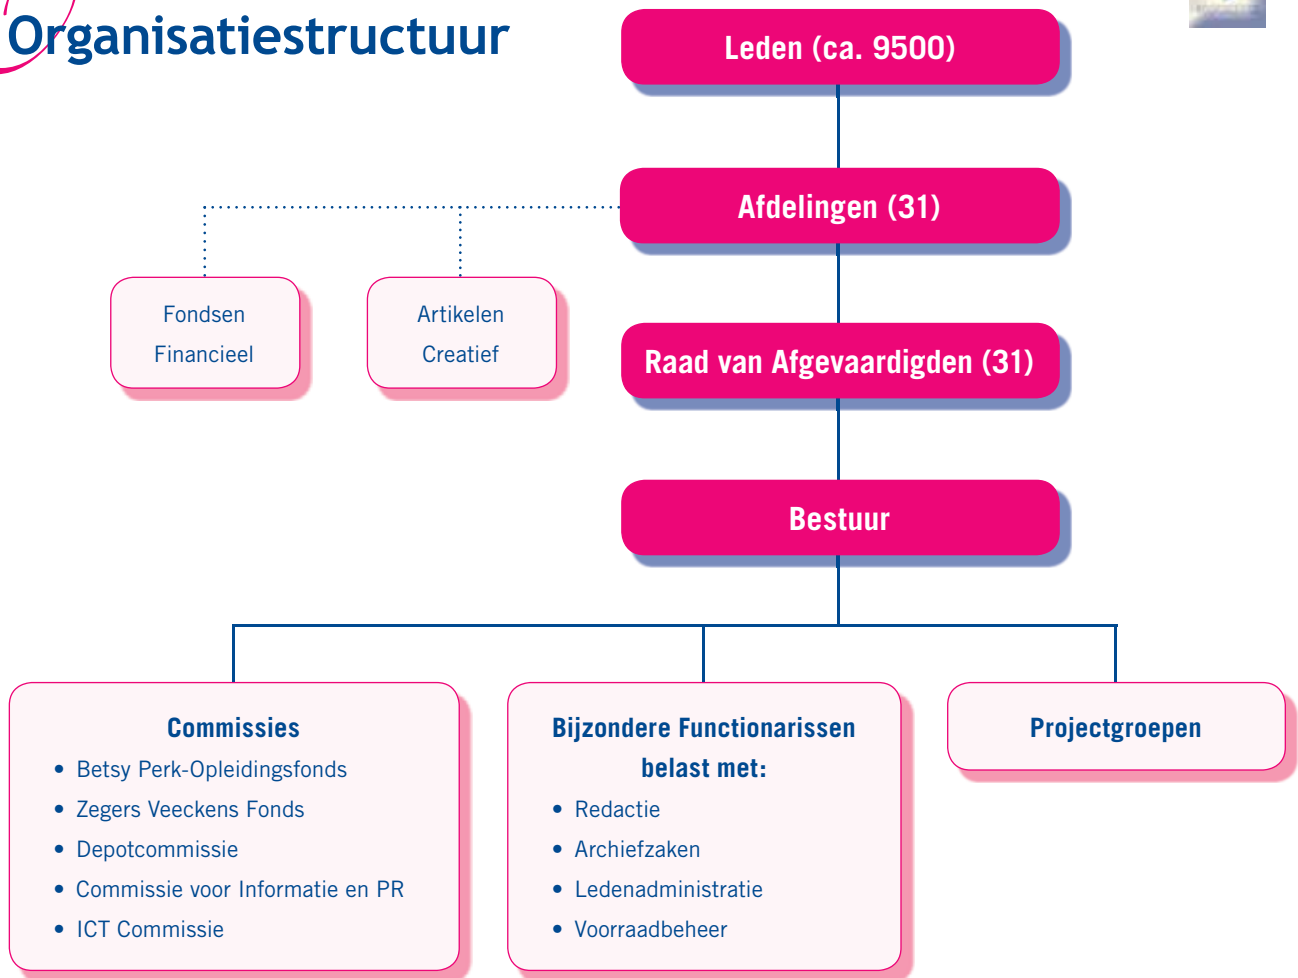 Organisatiestructuur
Leden (ca. 9500)
Afdelingen (31)
Fondsen
Financieel
Artikelen
Creatief
Raad van Afgevaardigden (31)
Bestuur
Commissies
• Betsy Perk-Opleidingsfonds
• Zegers Veeckens Fonds
• Depotcommissie
• Commissie voor Informatie en PR
• ICT Commissie
Bijzondere Functionarissen
belast met:
• Redactie
• Archiefzaken
• Ledenadministratie
• Voorraadbeheer
Projectgroepen